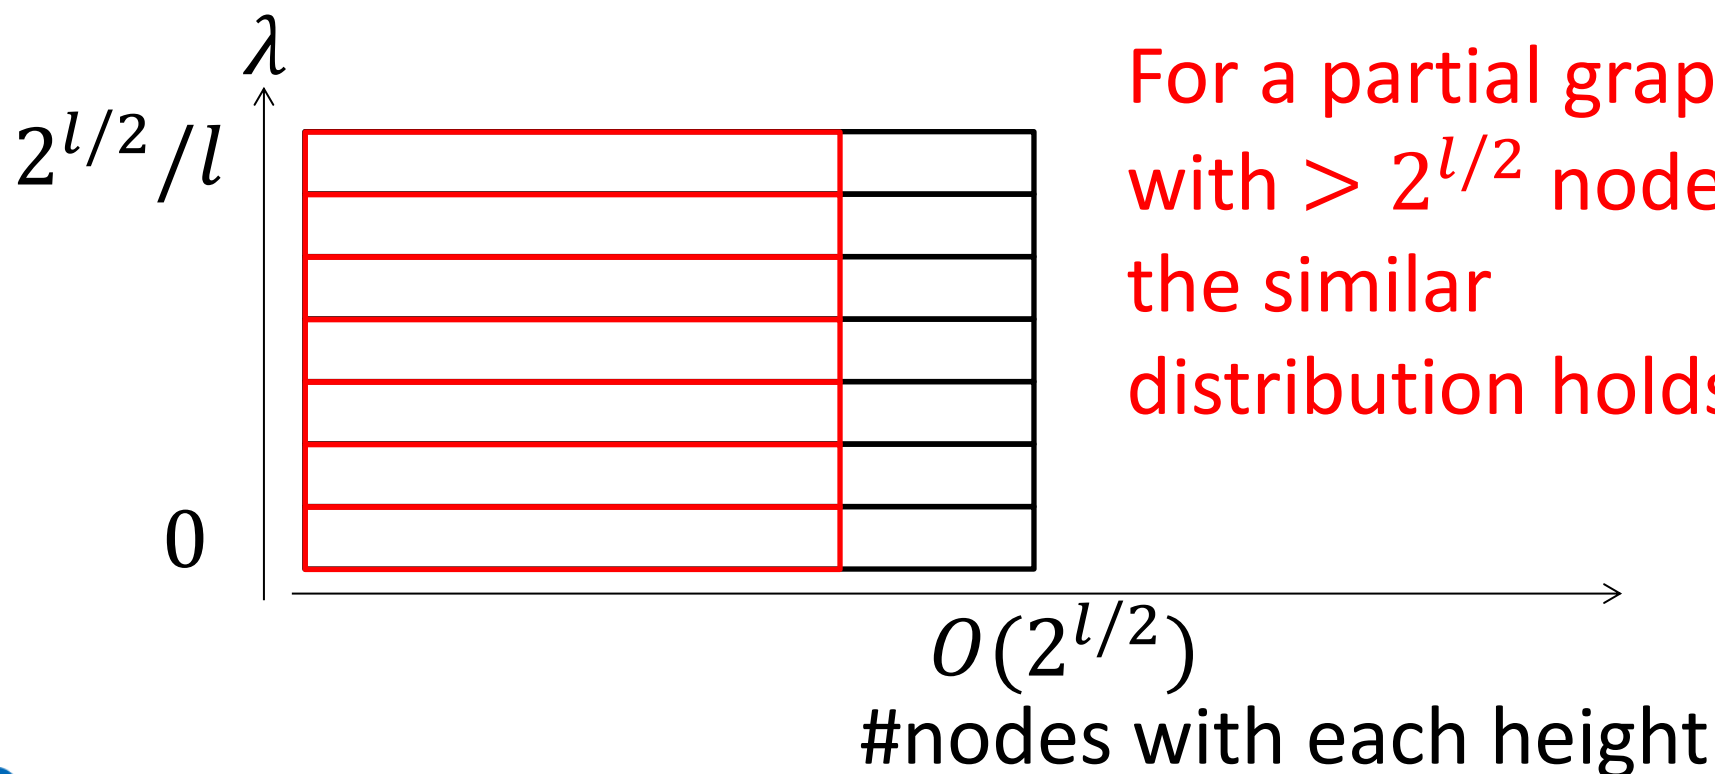 λ
2^{l/2}/l
0
For a partial grap
with > 2^{l/2} node
the similar
distribution holds
O(2^{l/2})
#nodes with each height